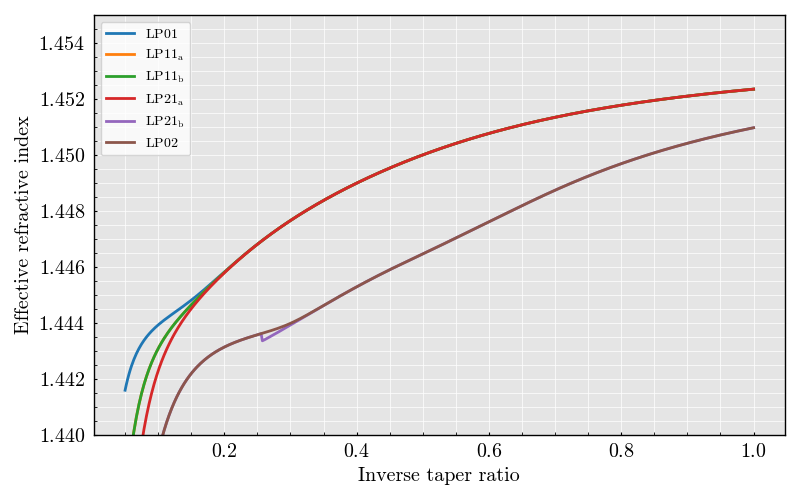 LP01
LP11a
LP11b
LP21a
LP21b
LP02
1.454
1.452
1.450
1.448
1.446
1.444
1.442
1.440
Effective refractive index
0.2 0.4 0.6 0.8 1.0
Inverse taper ratio